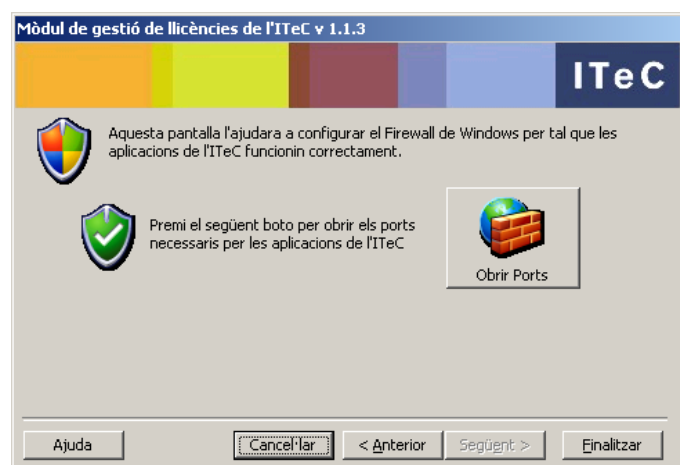 Mòdul de gestió de llicències de l'ITeC v 1.1.3
ITeC
Aquesta pantalla l'ajudara a configurar el Firewall de Windows per tal que les
aplicacions de l'ITeC funcionin correctament.
Premi el següent boto per obrir els ports
necessaris per les aplicacions de l'ITeC
Obrir Ports
Ajuda
Cancel·lar
< Anterior
Següent >
Finalitzar